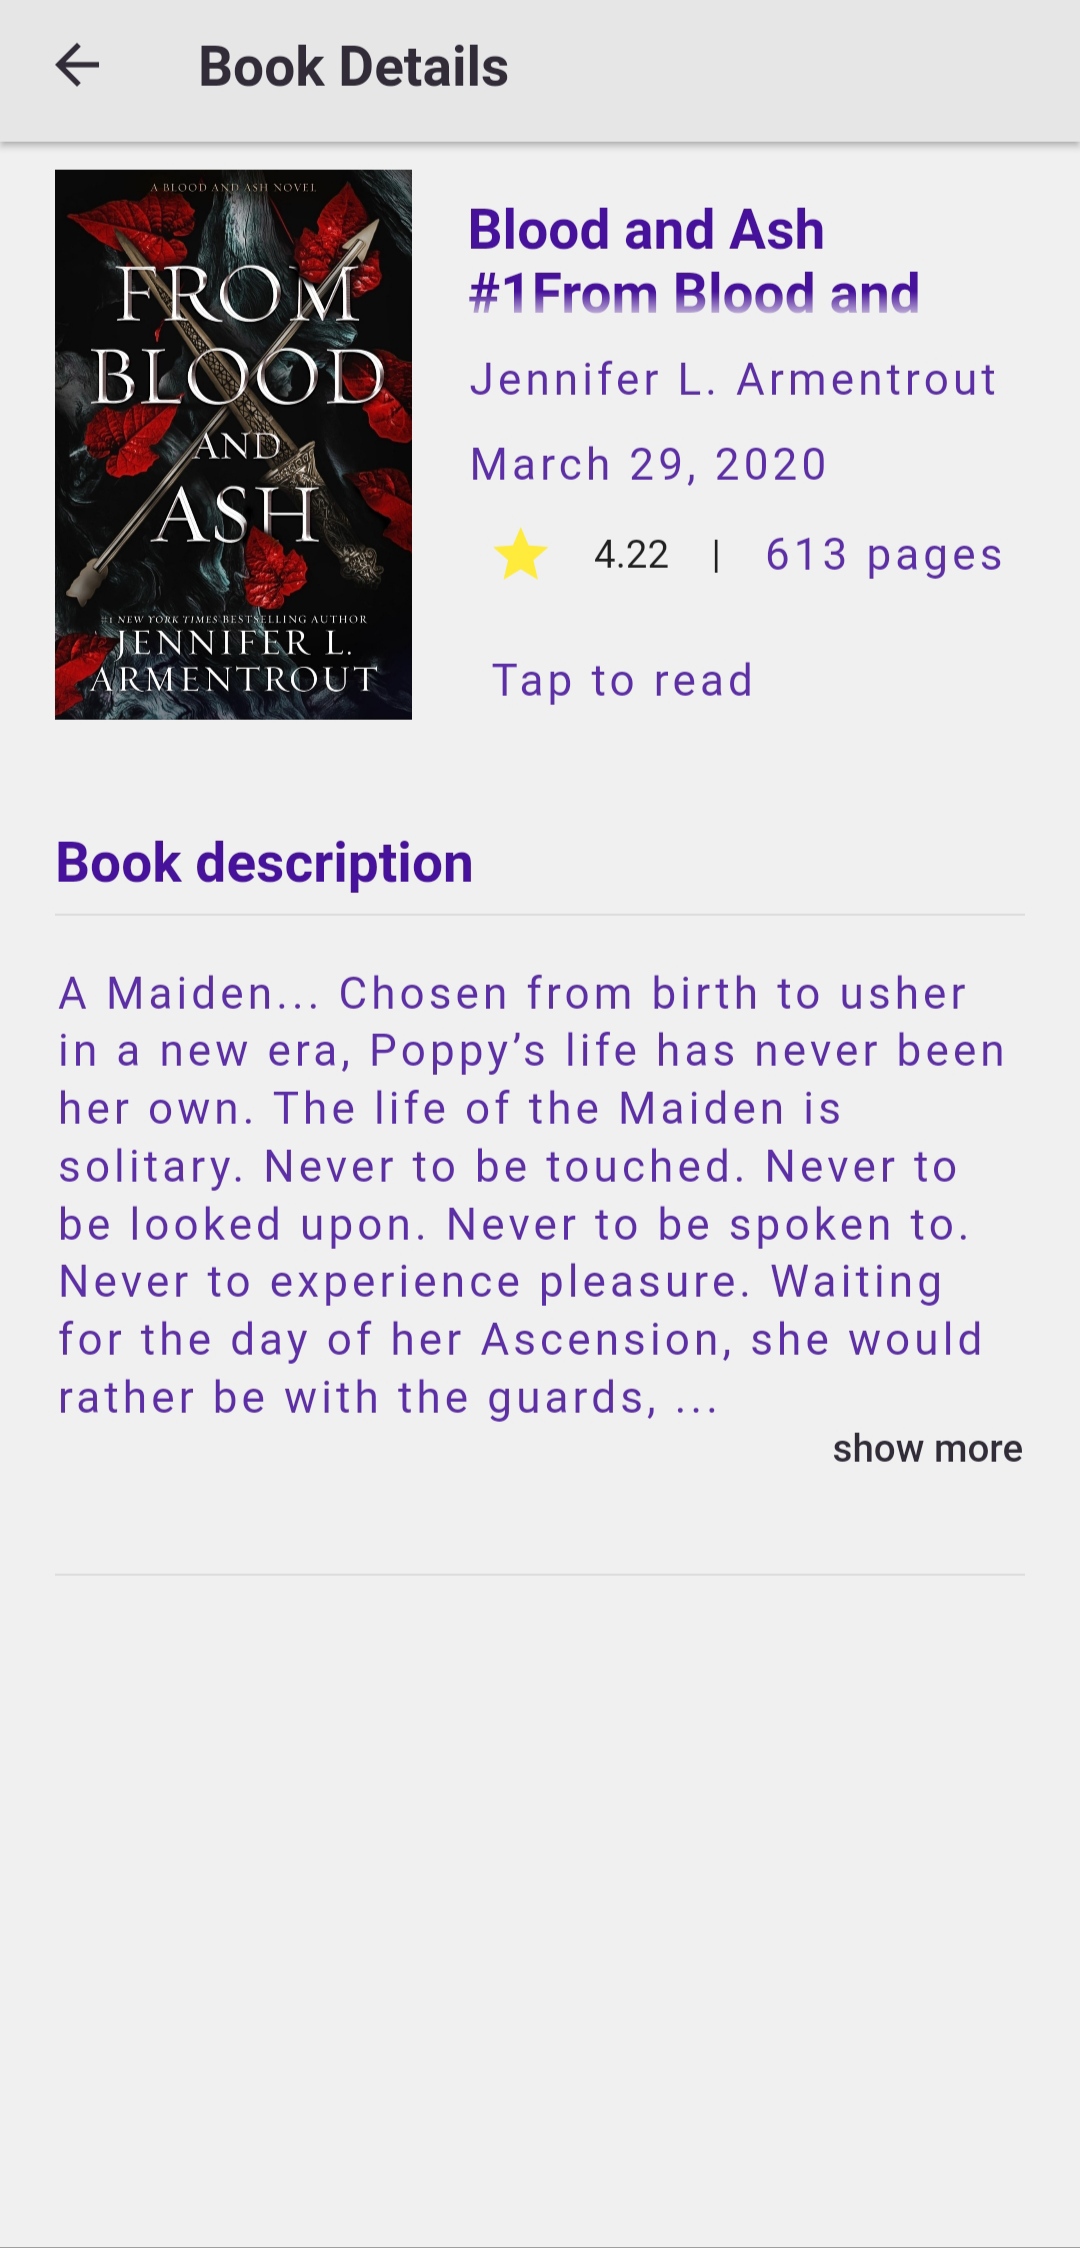 Book Details
A BLOOD AND ASH NOVEL
FROM
BLOOD
AND
ASH
#1 NEW YORK TIMES BESTSELLING AUTHOR
JENNIFER L.
ARMENTROUT
Blood and Ash
#1From Blood and
Jennifer L. Armentrout
March 29, 2020
4.22 | 613 pages
Tap to read
Book description
A Maiden... Chosen from birth to usher
in a new era, Poppy’s life has never been
her own. The life of the Maiden is
solitary. Never to be touched. Never to
be looked upon. Never to be spoken to.
Never to experience pleasure. Waiting
for the day of her Ascension, she would
rather be with the guards, ...
show more